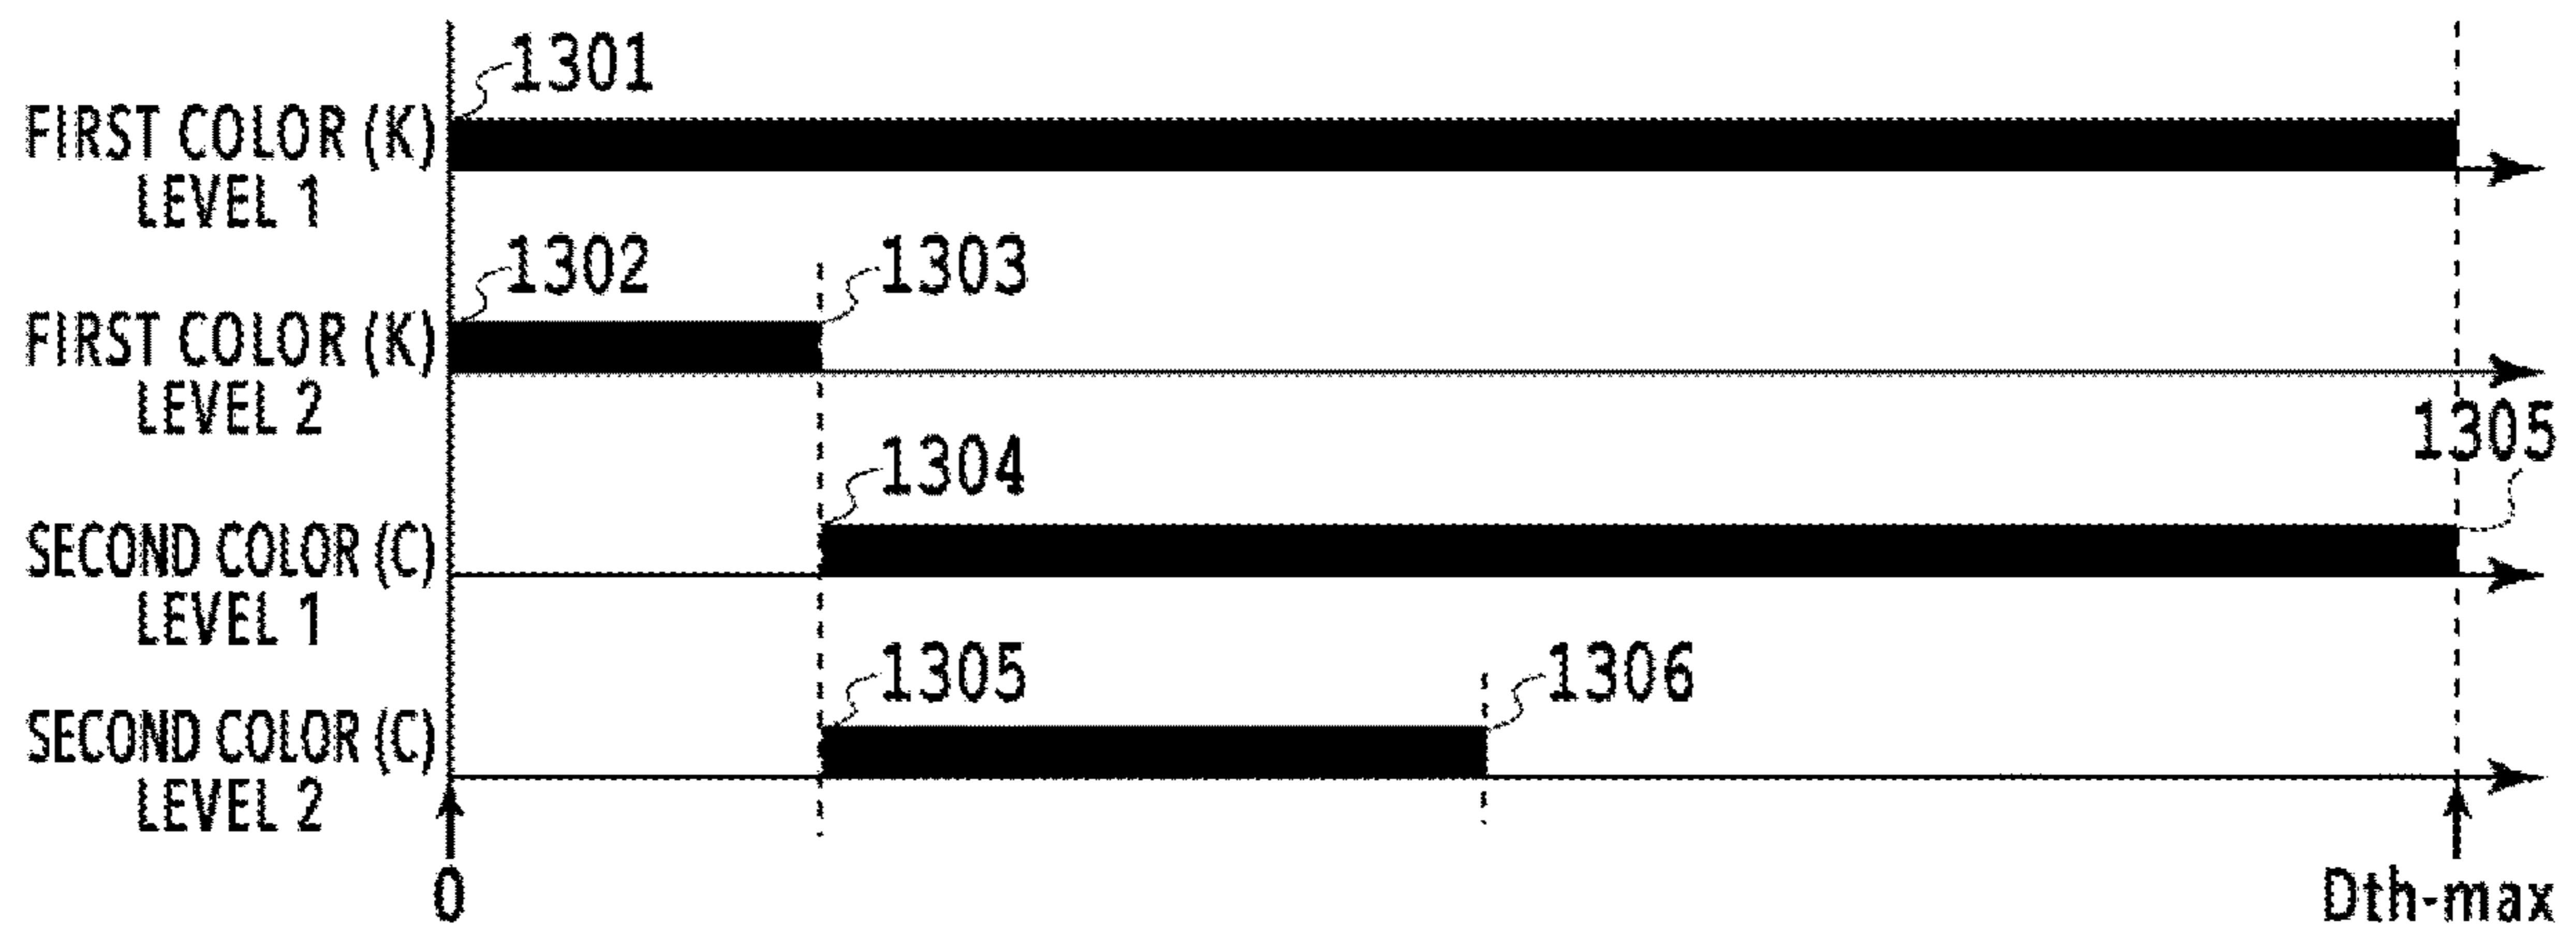 1301
FIRST COLOR (K)
LEVEL 1
1302
1303
FIRST COLOR (K)
LEVEL 2
1305
1304
SECOND COLOR (C)
LEVEL 1
1305
1306
SECOND COLOR (C)
LEVEL 2
0
Dth-max